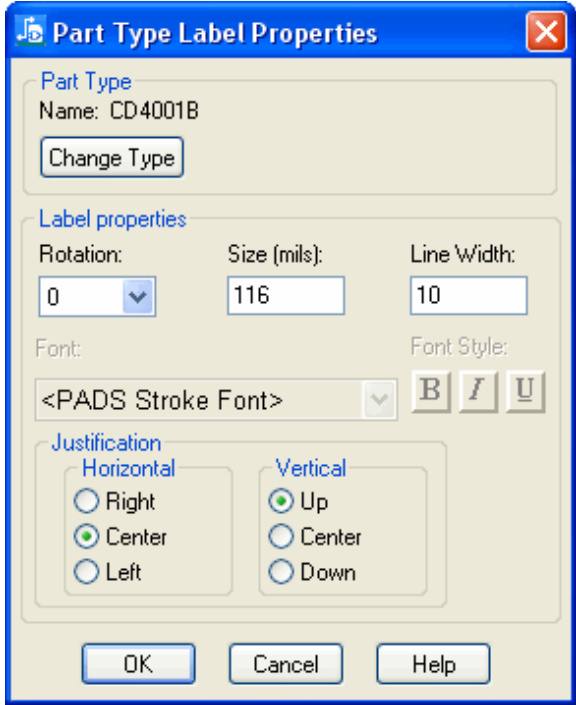 Part Type Label Properties
Part Type
Name: CD4001B
Change Type
Label properties
Rotation: Size (mils): Line Width:
0 116 10
Font: Font Style:
<PADS Stroke Font> B I U
Justification
Horizontal Vertical
Right Up
Center Center
Left Down
OK Cancel Help